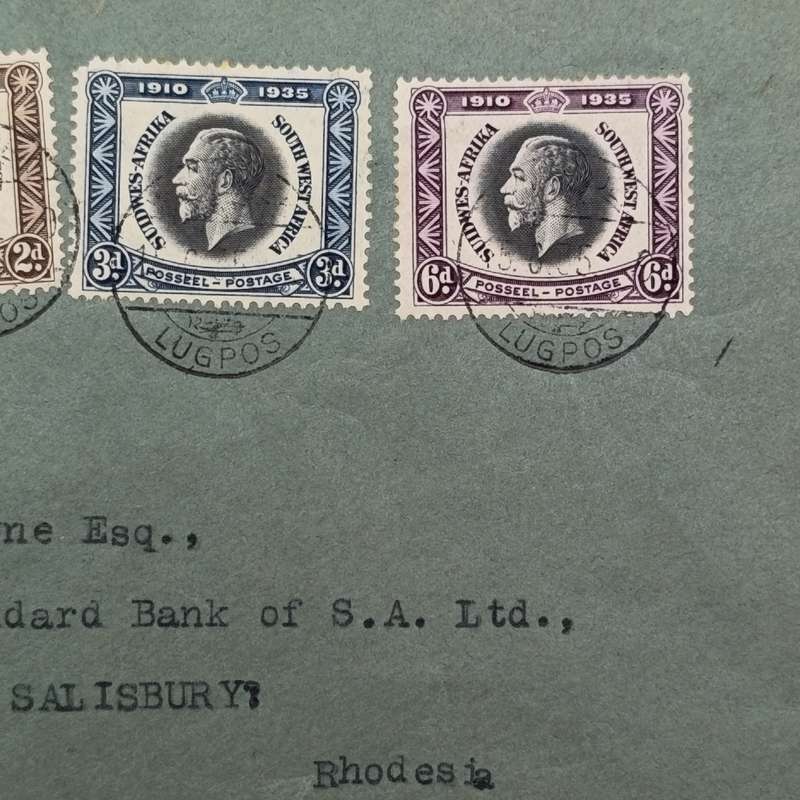 2d
1910 1935
SUIDWES-AFRIKA
SOUTH WEST AFRICA
3d
POSSEEL – POSTAGE
3d
LUGPOS
1910 1935
SUIDWES-AFRIKA
SOUTH WEST AFRICA
6d
POSSEEL – POSTAGE
6d
LUGPOS
ne Esq.,
dard Bank of S.A. Ltd.,
SALISBURY
Rhodesia